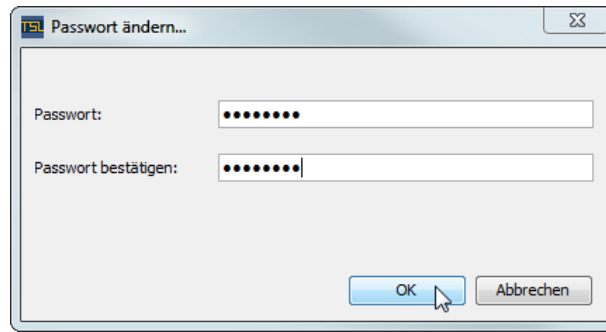 TSL Passwort ändern...
Passwort: ••••••••
Passwort bestätigen: ••••••••
OK Abbrechen